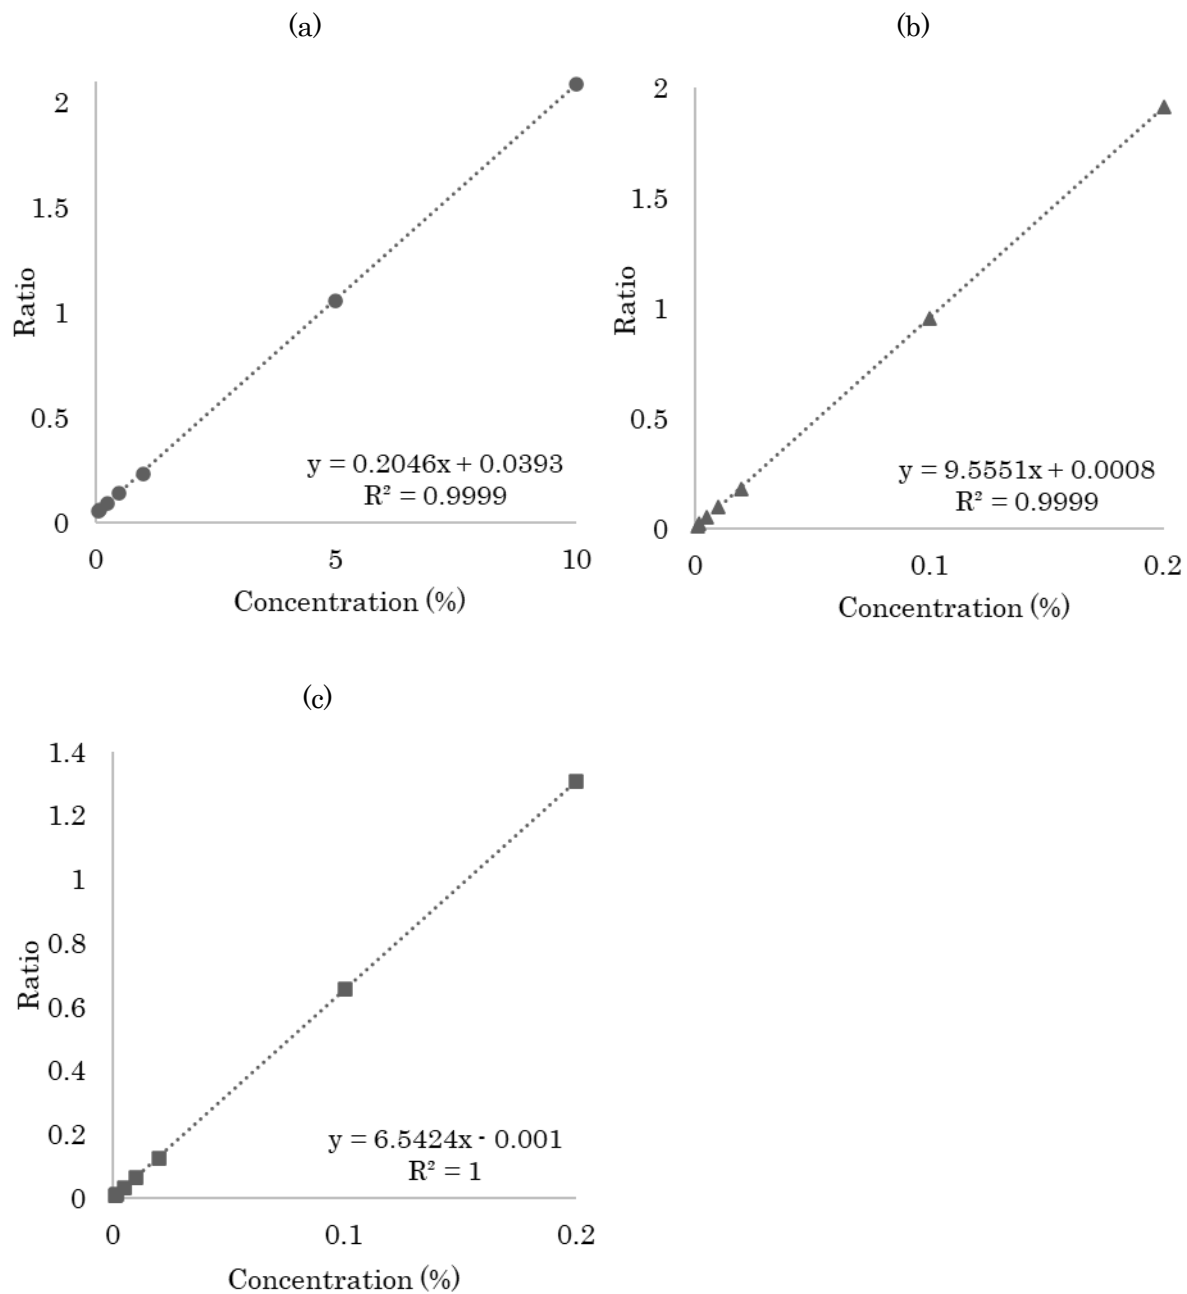 (a)
2
1.5
1
0.5
0
Ratio
y = 0.2046x + 0.0393
R² = 0.9999
0 5 10
Concentration (%)
(b)
2
1.5
1
0.5
0
Ratio
y = 9.5551x + 0.0008
R² = 0.9999
0 0.1 0.2
Concentration (%)
(c)
1.4
1.2
1
0.8
0.6
0.4
0.2
0
Ratio
y = 6.5424x - 0.001
R² = 1
0 0.1 0.2
Concentration (%)